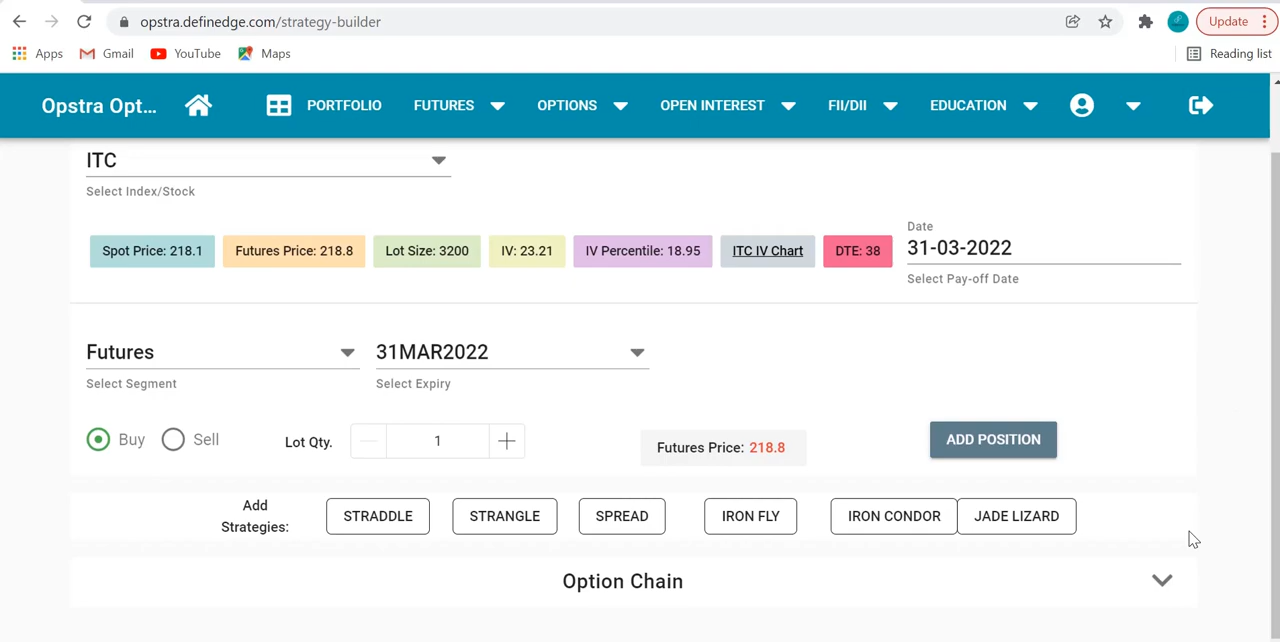 opstra.definedge.com/strategy-builder
Update
Apps Gmail YouTube Maps Reading list
Opstra Opt... PORTFOLIO FUTURES OPTIONS OPEN INTEREST FII/DII EDUCATION
ITC
Select Index/Stock
Spot Price: 218.1 Futures Price: 218.8 Lot Size: 3200 IV: 23.21 IV Percentile: 18.95 ITC IV Chart DTE: 38
Date
31-03-2022
Select Pay-off Date
Futures 31MAR2022
Select Segment Select Expiry
Buy Sell Lot Qty. 1 Futures Price: 218.8 ADD POSITION
Add
Strategies:
STRADDLE STRANGLE SPREAD IRON FLY IRON CONDOR JADE LIZARD
Option Chain